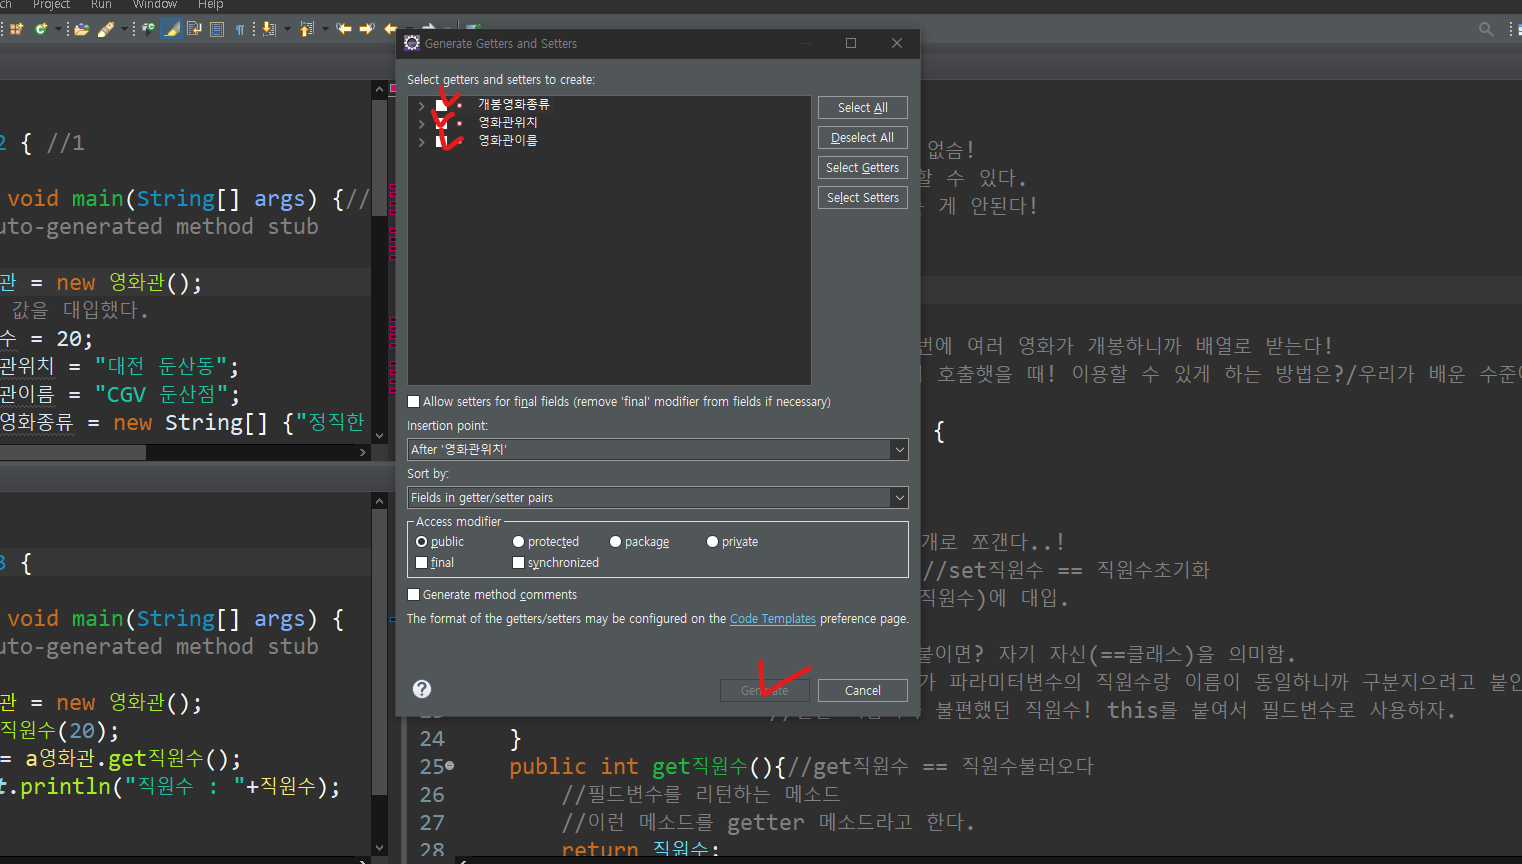 Project Run Window Help
Generate Getters and Setters
Select getters and setters to create:
개봉영화종류
영화관위치
영화관이름
Select All
Deselect All
Select Getters
Select Setters
Allow setters for final fields (remove 'final' modifier from fields if necessary)
Insertion point:
After '영화관위치'
Sort by:
Fields in getter/setter pairs
Access modifier
public protected package private
final synchronized
Generate method comments
The format of the getters/setters may be configured on the Code Templates preference page.
?
Cancel
2 { //1
void main(String[] args) {//
uto-generated method stub
관 = new 영화관();
값을 대입했다.
수 = 20;
관위치 = "대전 둔산동";
관이름 = "CGV 둔산점";
영화종류 = new String[] {"정직한
3 {
void main(String[] args) {
uto-generated method stub
관 = new 영화관();
직원수(20);
= a영화관.get직원수();
t.println("직원수 : "+직원수);
없슴!
할 수 있다.
게 안된다!
번에 여러 영화가 개봉하니까 배열로 받는다!
호출햇을 때! 이용할 수 있게 하는 방법은?/우리가 배운 수준
{
개로 쪼갠다..!
//set직원수 == 직원수초기화
직원수)에 대입.
붙이면? 자기 자신(==클래스)을 의미함.
가 파라미터변수의 직원수랑 이름이 동일하니까 구분지으려고 붙인
불편했던 직원수! this를 붙여서 필드변수로 사용하자.
24 }
25 public int get직원수(){//get직원수 == 직원수불러오다
26 //필드변수를 리턴하는 메소드
27 //이런 메소드를 getter 메소드라고 한다.
28 return 직원수;